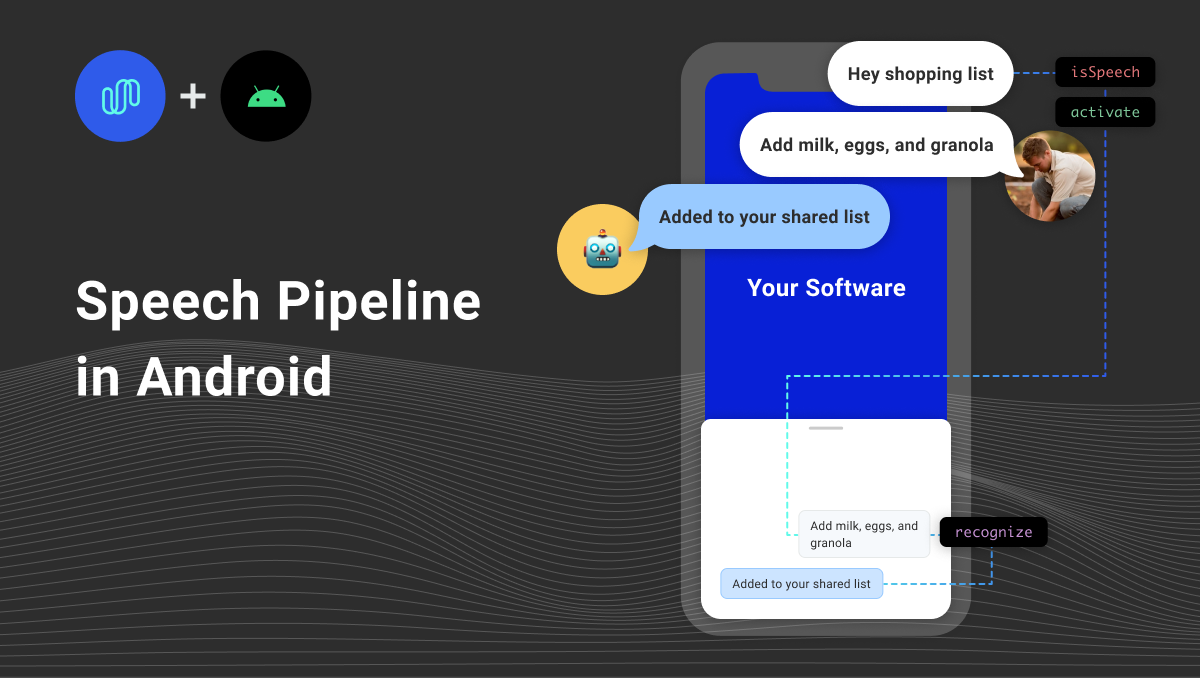 Speech Pipeline
in Android
Hey shopping list
isSpeech
activate
Add milk, eggs, and granola
Added to your shared list
Your Software
Add milk, eggs, and
granola
recognize
Added to your shared list